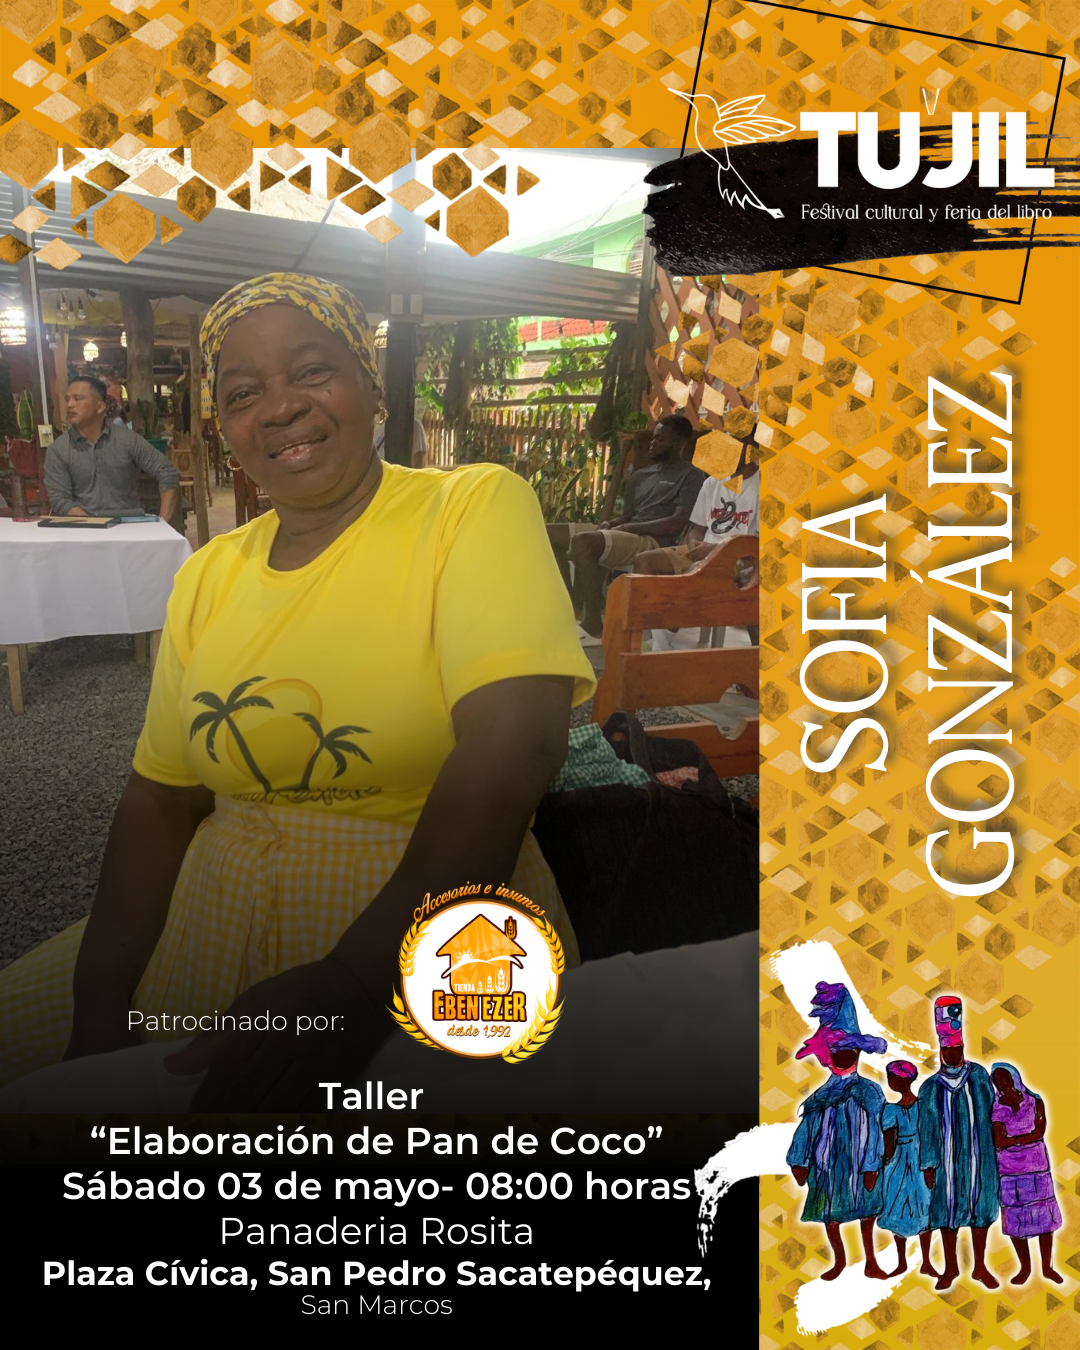 TUJIL
Festival cultural y feria del libro
SOFIA
GONZÁLEZ
Accesorios e insumos
TIENDA
EBENEZER
desde 1,992
Patrocinado por:
Taller
“Elaboración de Pan de Coco”
Sábado 03 de mayo- 08:00 horas
Panaderia Rosita
Plaza Cívica, San Pedro Sacatepéquez,
San Marcos